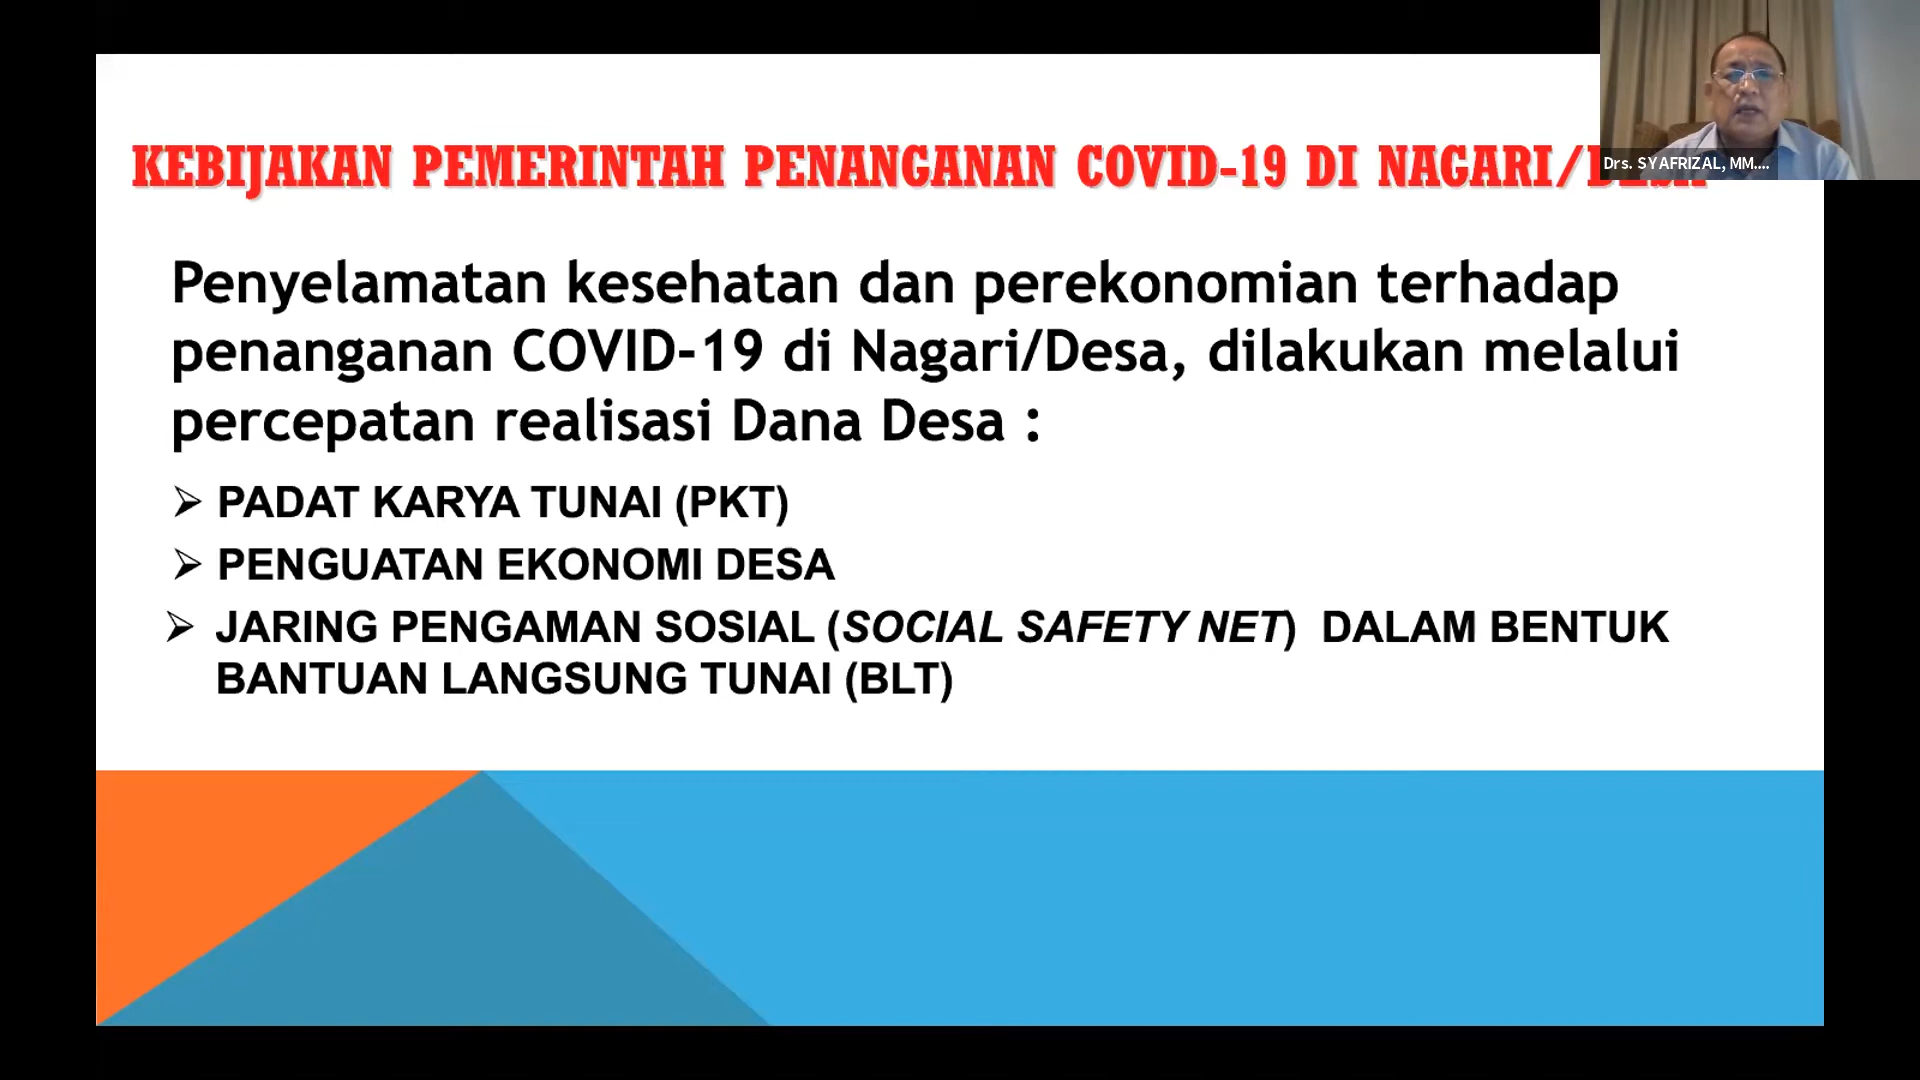 KEBIJAKAN PEMERINTAH PENANGANAN COVID-19 DI NAGARI/DESA
Drs. SYAFRIZAL, MM....
Penyelamatan kesehatan dan perekonomian terhadap
penanganan COVID-19 di Nagari/Desa, dilakukan melalui
percepatan realisasi Dana Desa :
➢ PADAT KARYA TUNAI (PKT)
➢ PENGUATAN EKONOMI DESA
➢ JARING PENGAMAN SOSIAL (SOCIAL SAFETY NET) DALAM BENTUK
BANTUAN LANGSUNG TUNAI (BLT)